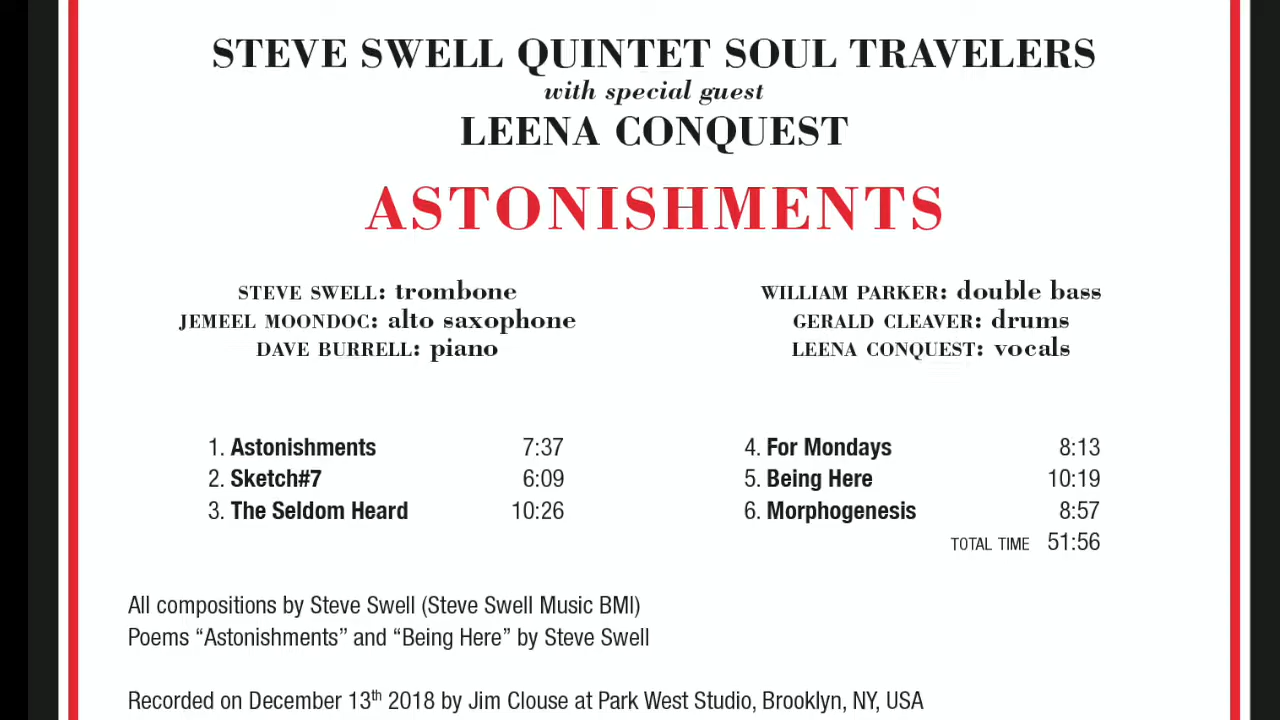 STEVE SWELL QUINTET SOUL TRAVELERS
with special guest
LEENA CONQUEST
ASTONISHMENTS
STEVE SWELL: trombone
JEMEEL MOONDOC: alto saxophone
DAVE BURRELL: piano
WILLIAM PARKER: double bass
GERALD CLEAVER: drums
LEENA CONQUEST: vocals
1. Astonishments 7:37
2. Sketch#7 6:09
3. The Seldom Heard 10:26
4. For Mondays 8:13
5. Being Here 10:19
6. Morphogenesis 8:57
TOTAL TIME 51:56
All compositions by Steve Swell (Steve Swell Music BMI)
Poems “Astonishments” and “Being Here” by Steve Swell
Recorded on December 13th 2018 by Jim Clouse at Park West Studio, Brooklyn, NY, USA